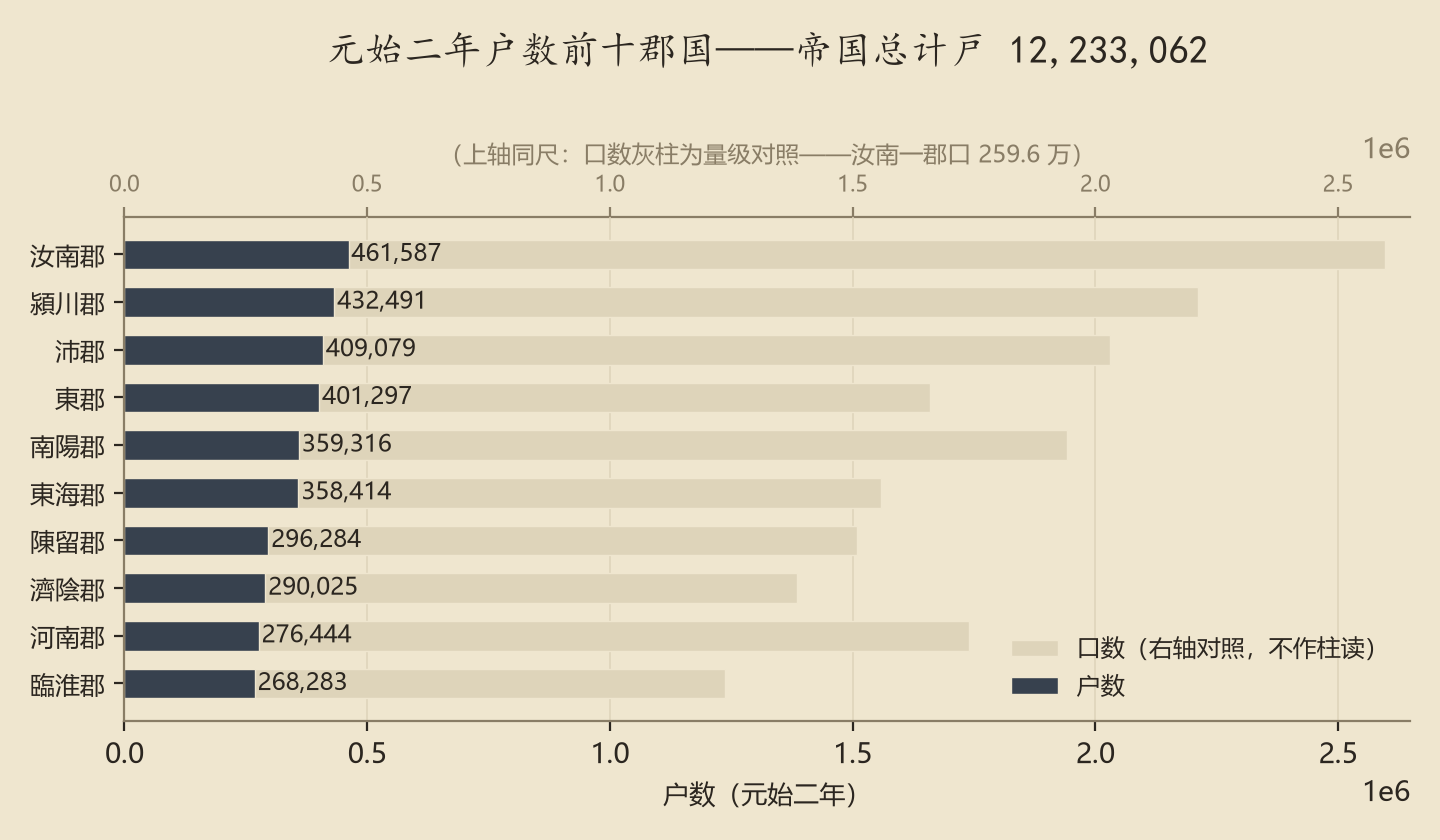 元始二年户数前十郡国——帝国总计户 12,233,062
（上轴同尺：口数灰柱为量级对照——汝南一郡口 259.6 万）
1e6
0.0 0.5 1.0 1.5 2.0 2.5
汝南郡 461,587
潁川郡 432,491
沛郡 409,079
東郡 401,297
南陽郡 359,316
東海郡 358,414
陳留郡 296,284
濟陰郡 290,025
河南郡 276,444
臨淮郡 268,283
口数（右轴对照，不作柱读）
户数
0.0 0.5 1.0 1.5 2.0 2.5
1e6
户数（元始二年）